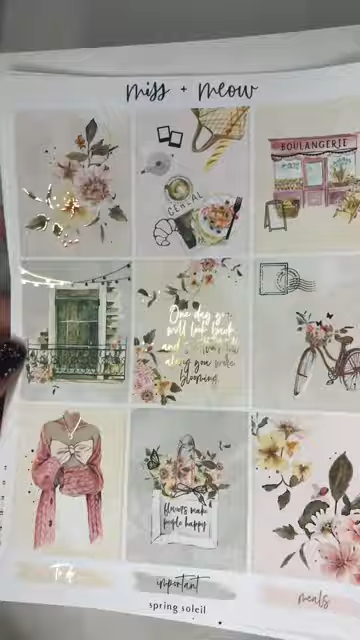 miss + meow
BOULANGERIE
One day you
will look back
and
along you were
blooming.
flowers make
people happy
To do
important
meals
spring soleil